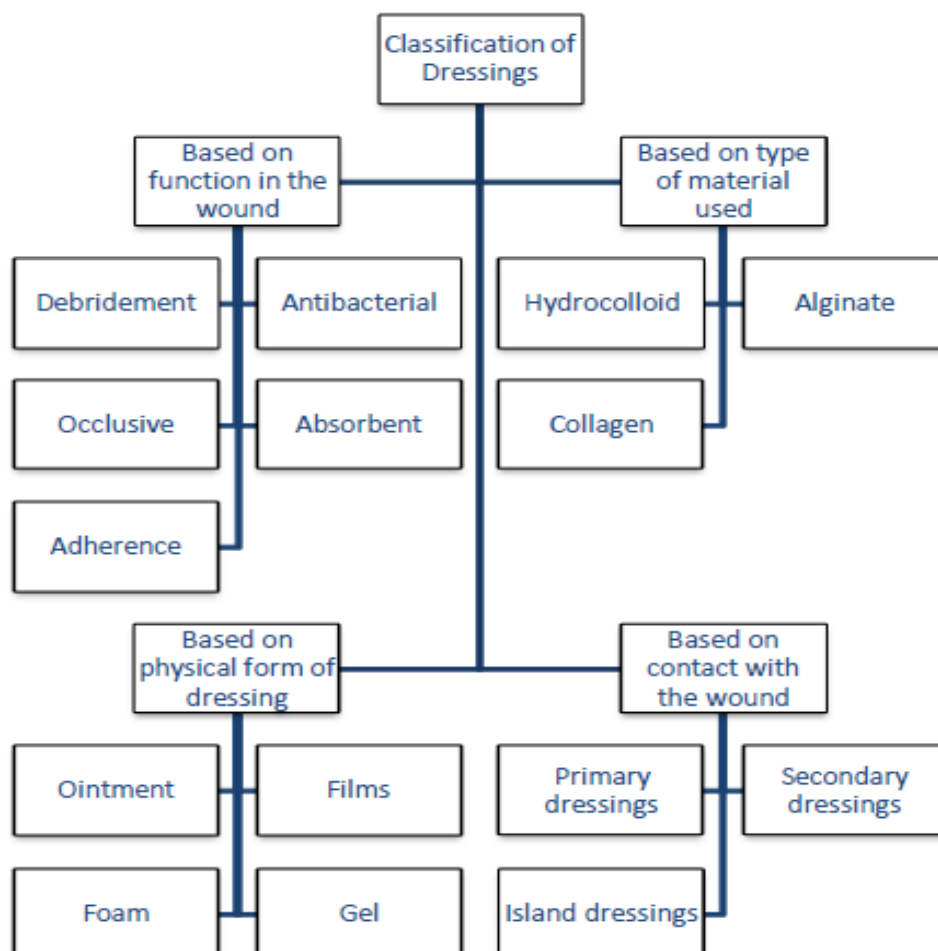 Classification of
Dressings
Based on
function in the
wound
Based on type
of material
used
Debridement
Antibacterial
Hydrocolloid
Alginate
Occlusive
Absorbent
Collagen
Adherence
Based on
physical form of
dressing
Based on
contact with
the wound
Ointment
Films
Primary
dressings
Secondary
dressings
Foam
Gel
Island dressings